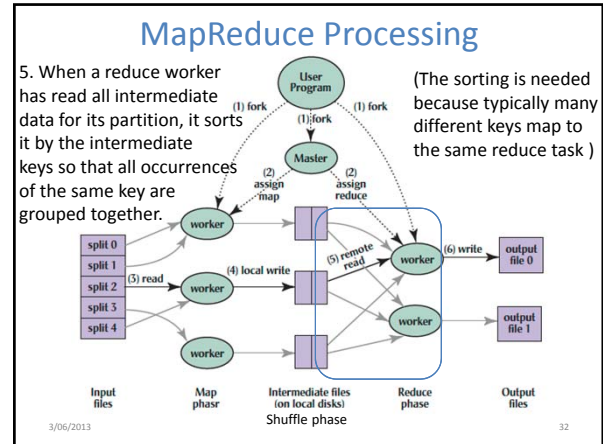 MapReduce Processing
5. When a reduce worker
has read all intermediate
data for its partition, it sorts
it by the intermediate
keys so that all occurrences
of the same key are
grouped together.
(The sorting is needed
because typically many
different keys map to
the same reduce task )
User
Program
(1) fork
(1) fork
(1) fork
Master
(2)
assign
map
(2)
assign
reduce
worker
split 0
split 1
split 2
split 3
split 4
(3) read
worker
(4) local write
worker
(5) remote
read
worker
(6) write
worker
output
file 0
output
file 1
Input
files
Map
phasr
Intermediate files
(on local disks)
Reduce
phase
Output
files
Shuffle phase
3/06/2013
32